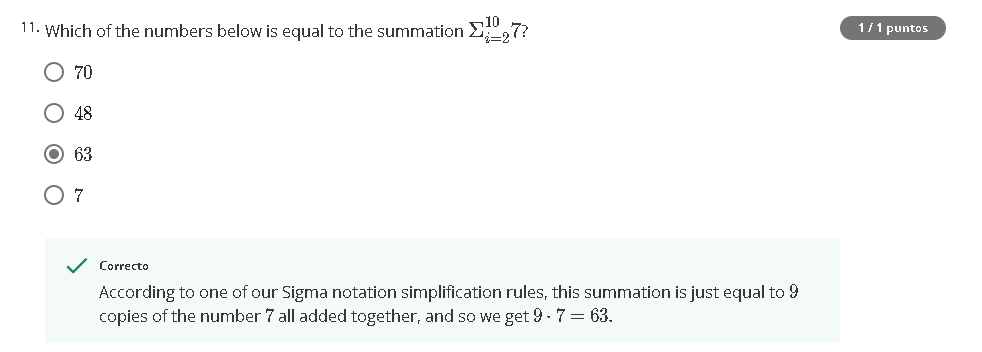 11. Which of the numbers below is equal to the summation $\Sigma_{i=2}^{10} 7$?
1 / 1 puntos
70
48
63
7
Correcto
According to one of our Sigma notation simplification rules, this summation is just equal to 9
copies of the number 7 all added together, and so we get 9 · 7 = 63.